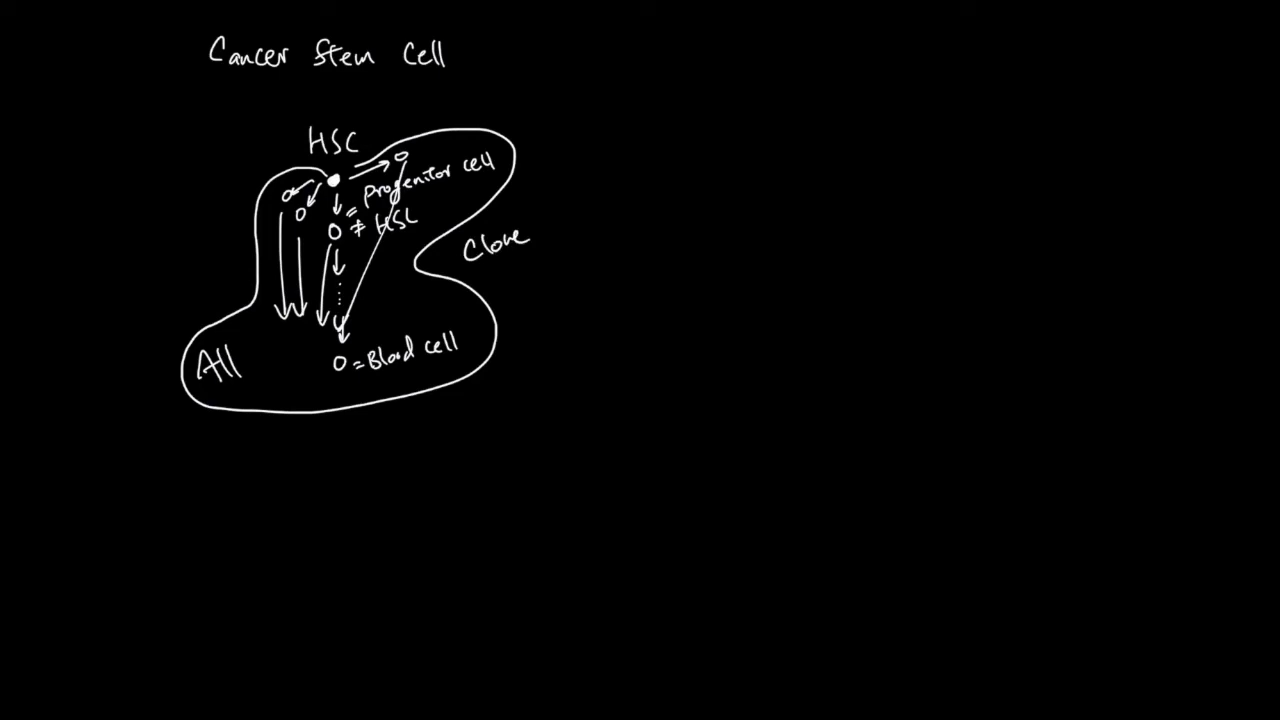 Cancer Stem Cell
HSC
= Progenitor cell
≠ HSC
Clone
All
= Blood cell